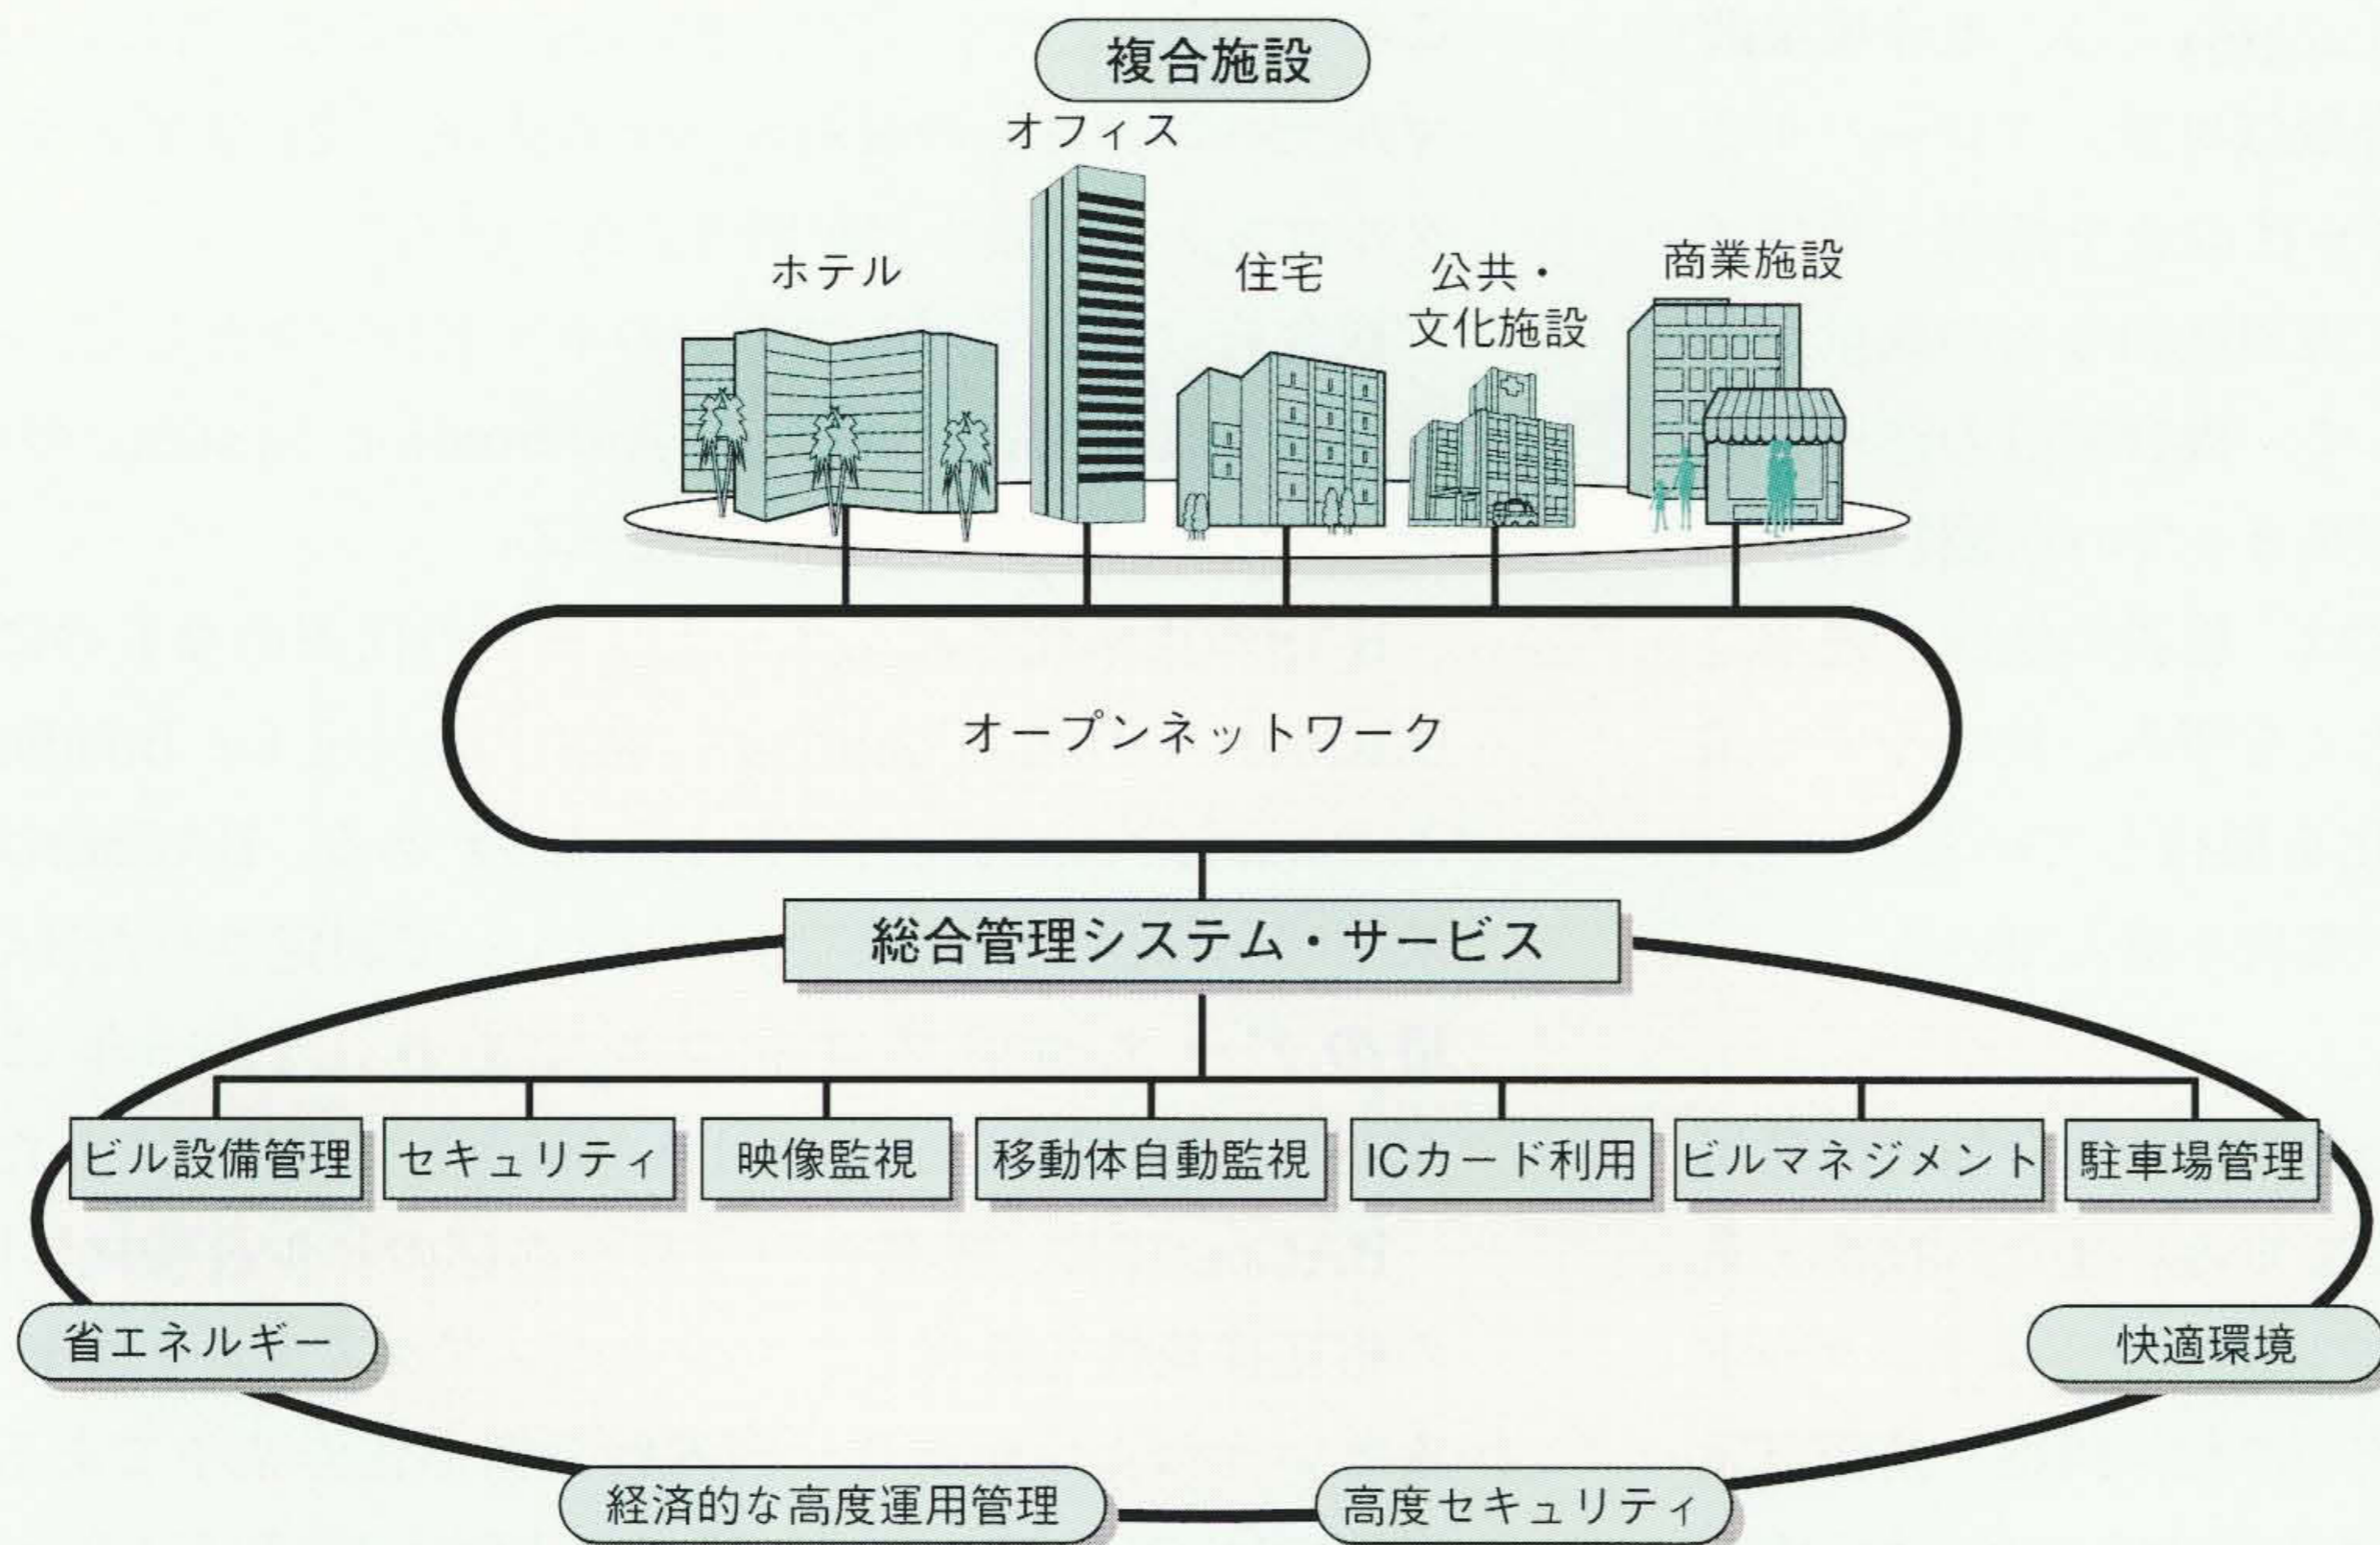 複合施設
オフィス
ホテル
住宅
公共・
文化施設
商業施設
オープンネットワーク
総合管理システム・サービス
ビル設備管理
セキュリティ
映像監視
移動体自動監視
ICカード利用
ビルマネジメント
駐車場管理
省エネルギー
快適環境
経済的な高度運用管理
高度セキュリティ